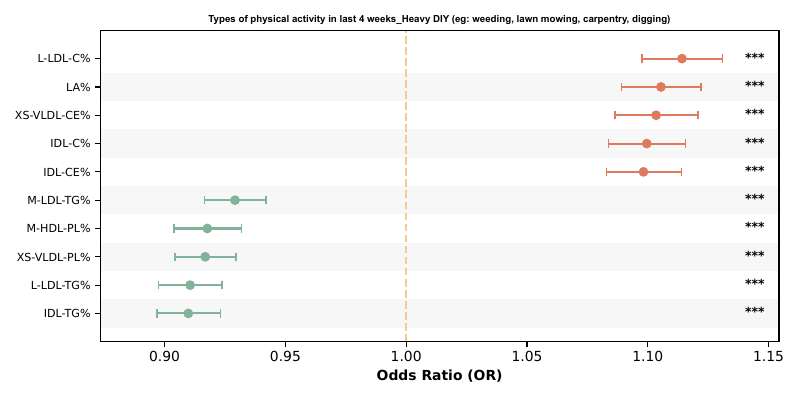 Types of physical activity in last 4 weeks_Heavy DIY (eg: weeding, lawn mowing, carpentry, digging)
L-LDL-C% ***
LA% ***
XS-VLDL-CE% ***
IDL-C% ***
IDL-CE% ***
M-LDL-TG% ***
M-HDL-PL% ***
XS-VLDL-PL% ***
L-LDL-TG% ***
IDL-TG% ***
0.90 0.95 1.00 1.05 1.10 1.15
Odds Ratio (OR)